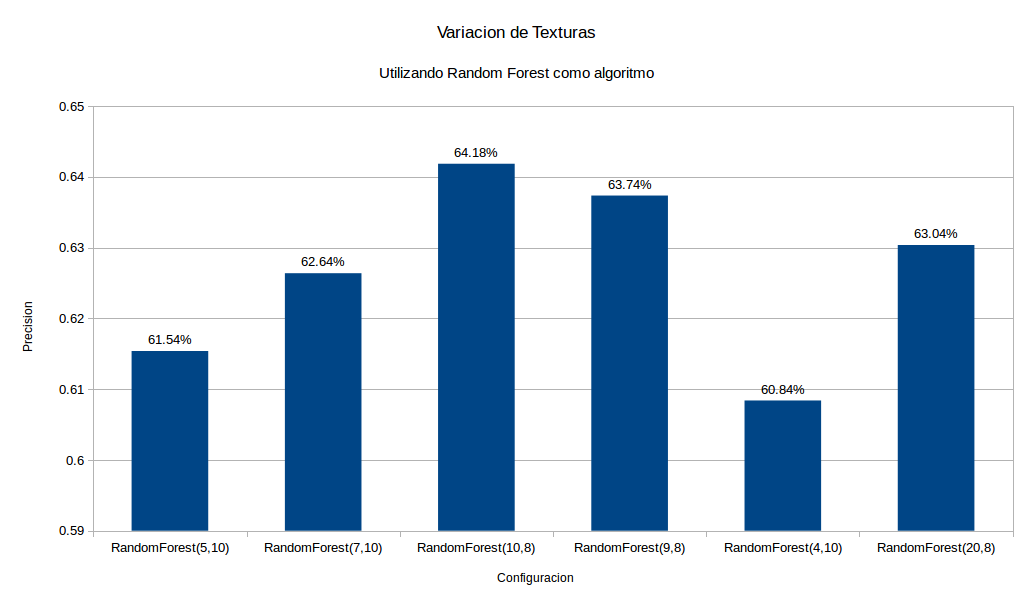 Variacion de Texturas
Utilizando Random Forest como algoritmo
0.65
0.64
0.63
0.62
0.61
0.6
0.59
Precision
61.54%
62.64%
64.18%
63.74%
60.84%
63.04%
RandomForest(5,10)
RandomForest(7,10)
RandomForest(10,8)
RandomForest(9,8)
RandomForest(4,10)
RandomForest(20,8)
Configuracion